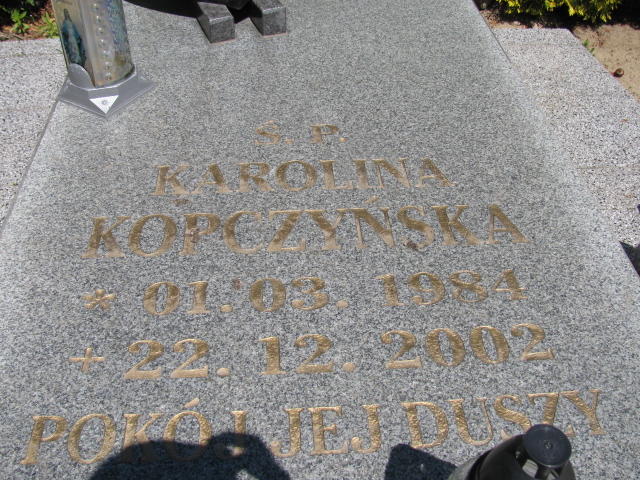 Ś. P.
KAROLINA
KOPCZYŃSKA
* 01. 03. 1984
+ 22. 12. 2002
POKÓJ JEJ DUSZY